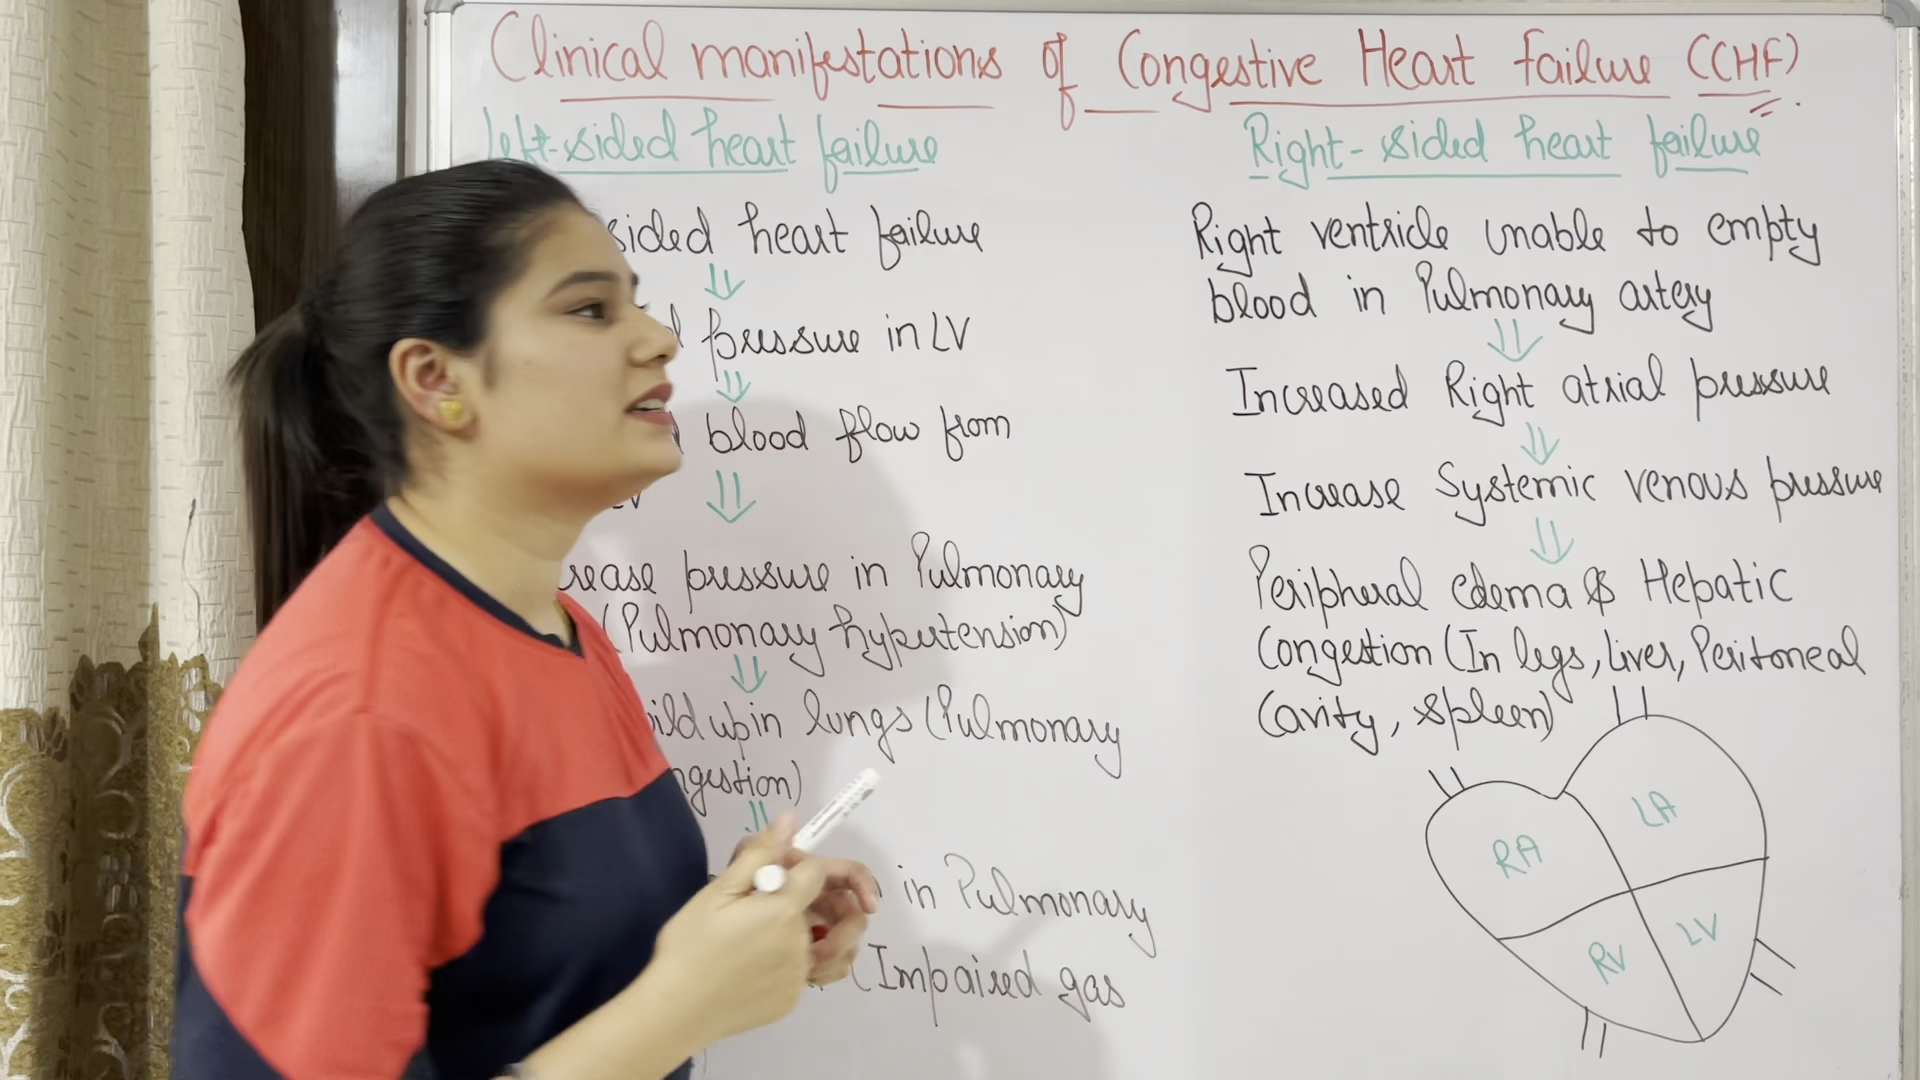 Clinical manifestations of Congestive Heart failure (CHF)
left-sided heart failure
sided heart failure
pressure in LV
blood flow from
pressure in Pulmonary
(Pulmonary hypertension)
up in lungs (Pulmonary
in Pulmonary
(Impaired gas
Right-sided heart failure
Right ventricle unable to empty
blood in Pulmonary artery
Increased Right atrial pressure
Increase Systemic venous pressure
Peripheral edema & Hepatic
Congestion (In legs, Liver, Peritoneal
Cavity, spleen)
RA
LA
RV
LV